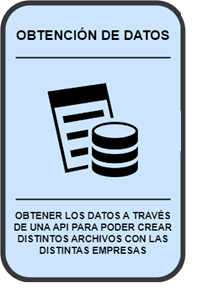 OBTENCIÓN DE DATOS
OBTENER LOS DATOS A TRAVÉS
DE UNA API PARA PODER CREAR
DISTINTOS ARCHIVOS CON LAS
DISTINTAS EMPRESAS